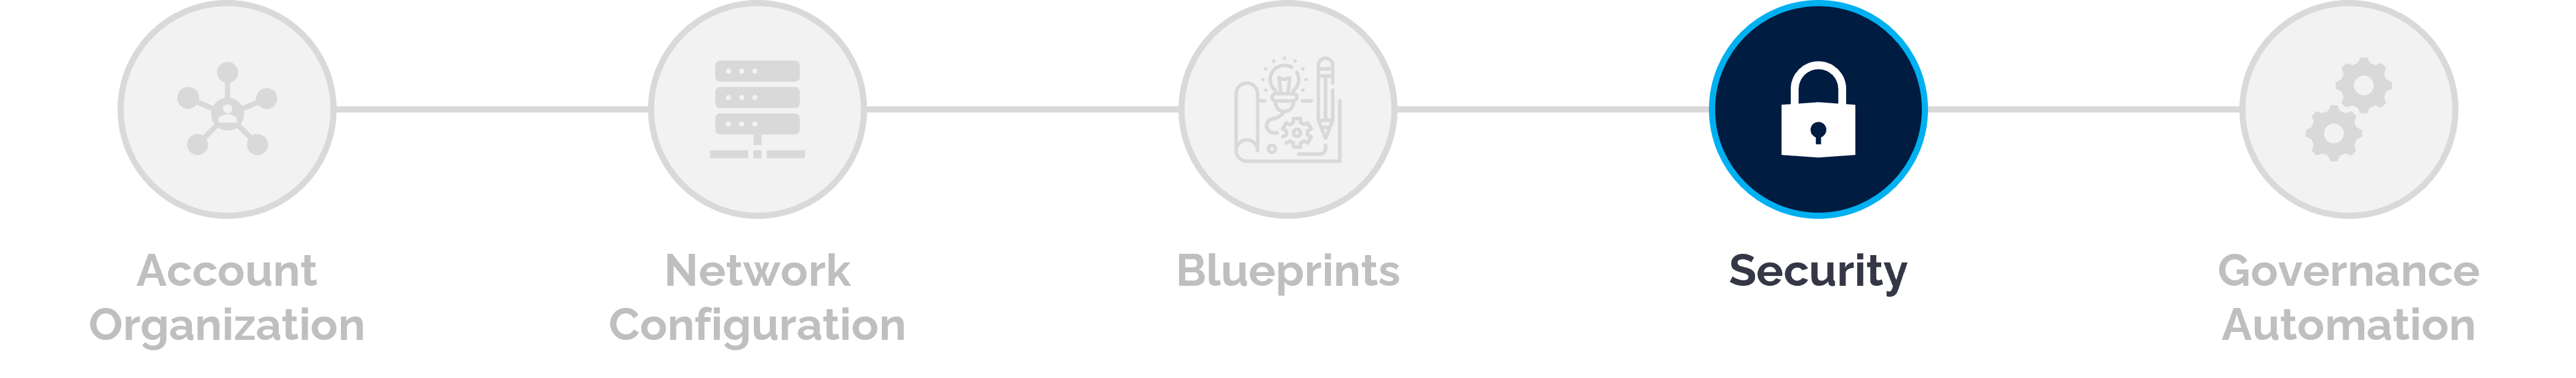 Account
Organization
Network
Configuration
Blueprints
Security
Governance
Automation